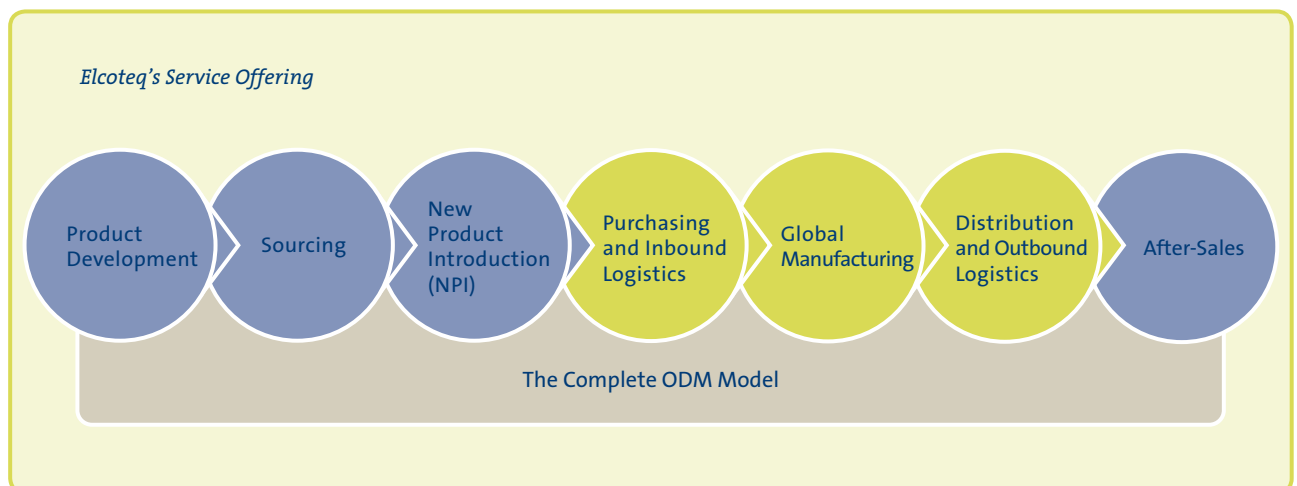 Elcoteq's Service Offering
Product
Development
Sourcing
New
Product
Introduction
(NPI)
Purchasing
and Inbound
Logistics
Global
Manufacturing
Distribution
and Outbound
Logistics
After-Sales
The Complete ODM Model